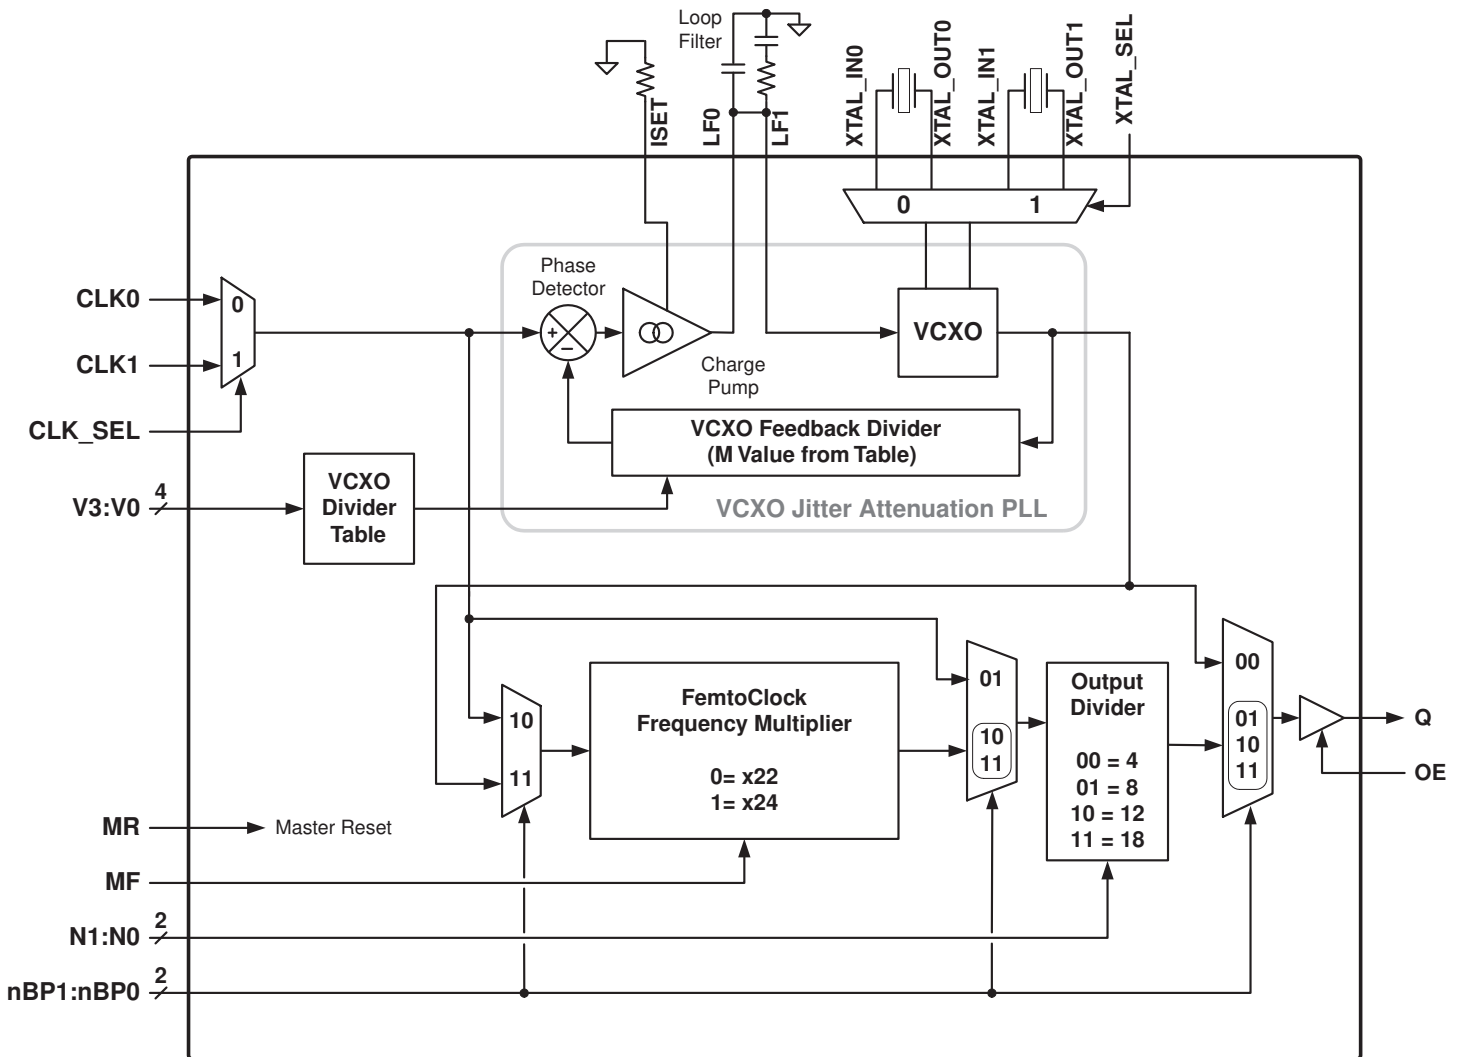 Loop
Filter
ISET
LF0
LF1
XTAL_IN0
XTAL_OUT0
XTAL_IN1
XTAL_OUT1
XTAL_SEL
0
1
CLK0
CLK1
CLK_SEL
V3:V0
4
0
1
VCXO
Divider
Table
Phase
Detector
+
–
Charge
Pump
VCXO
VCXO Feedback Divider
(M Value from Table)
VCXO Jitter Attenuation PLL
10
11
FemtoClock
Frequency Multiplier
0= x22
1= x24
01
10
11
Output
Divider
00 = 4
01 = 8
10 = 12
11 = 18
00
01
10
11
Q
OE
MR
Master Reset
MF
N1:N0
2
nBP1:nBP0
2